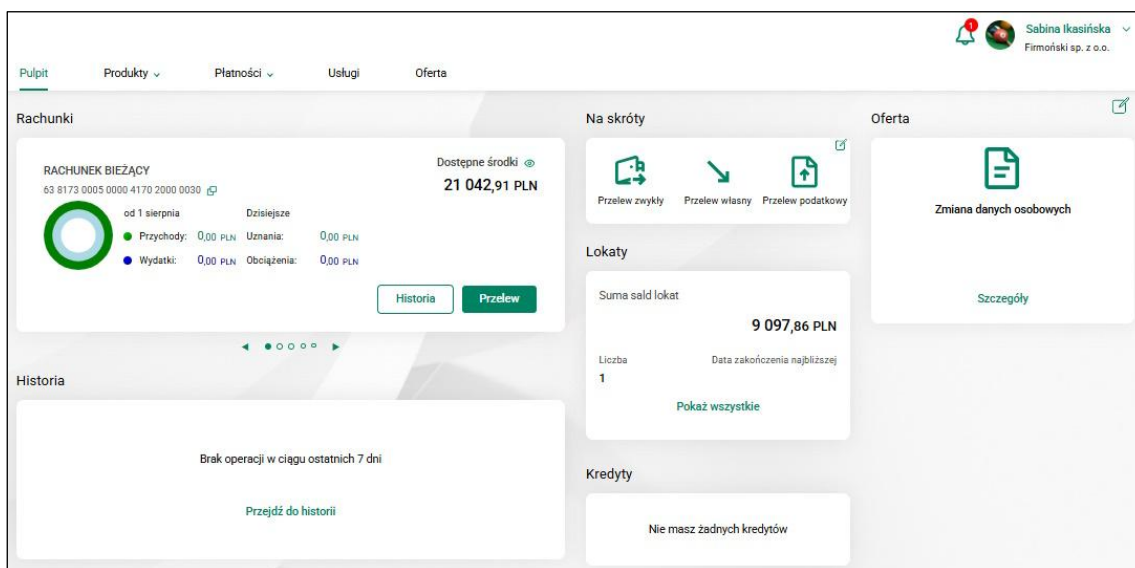 1
Sabina Ikasińska
Firmoński sp. z o.o.
Pulpit
Produkty
Płatności
Usługi
Oferta
Rachunki
RACHUNEK BIEŻĄCY
63 8173 0005 0000 4170 2000 0030
Dostępne środki
21 042,91 PLN
od 1 sierpnia
Dzisiejsze
Przychody: 0,00 PLN Uznania: 0,00 PLN
Wydatki: 0,00 PLN Obciążenia: 0,00 PLN
Historia
Przelew
Historia
Brak operacji w ciągu ostatnich 7 dni
Przejdź do historii
Na skróty
Przelew zwykły
Przelew własny
Przelew podatkowy
Lokaty
Suma sald lokat
9 097,86 PLN
Liczba
Data zakończenia najbliższej
1
Pokaż wszystkie
Kredyty
Nie masz żadnych kredytów
Oferta
Zmiana danych osobowych
Szczegóły